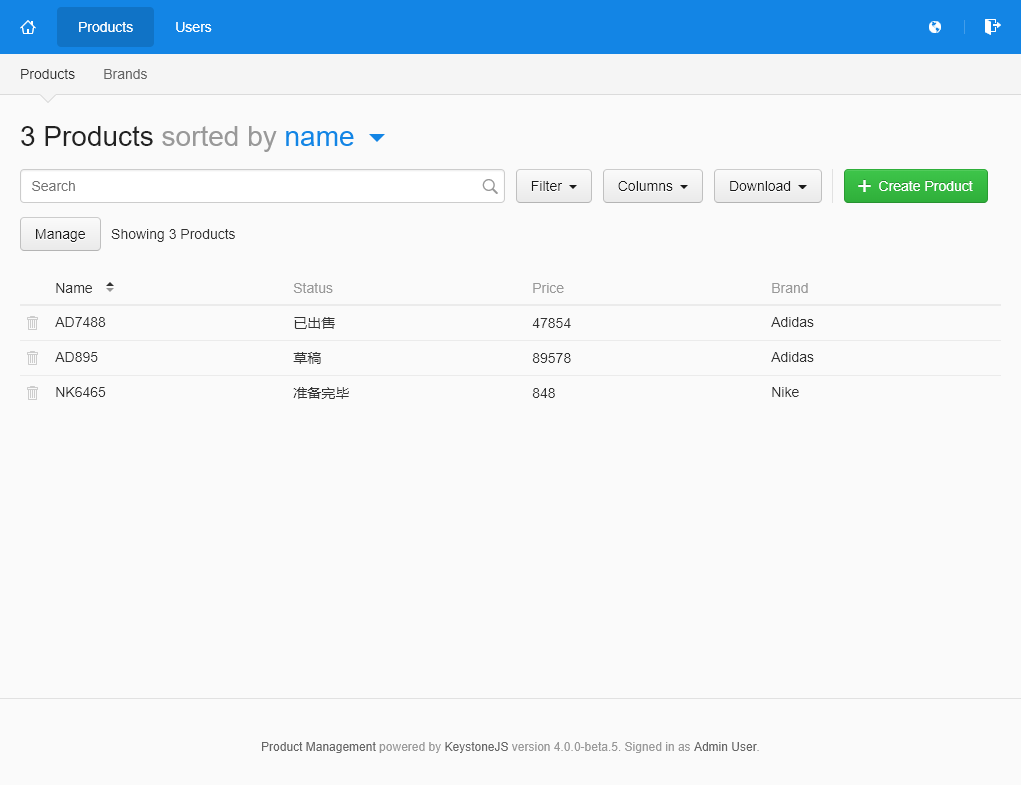 Products Users
Products Brands
3 Products sorted by name
Search Filter Columns Download Create Product
Manage Showing 3 Products
Name Status Price Brand
AD7488 已出售 47854 Adidas
AD895 草稿 89578 Adidas
NK6465 准备完毕 848 Nike
Product Management powered by KeystoneJS version 4.0.0-beta.5. Signed in as Admin User.